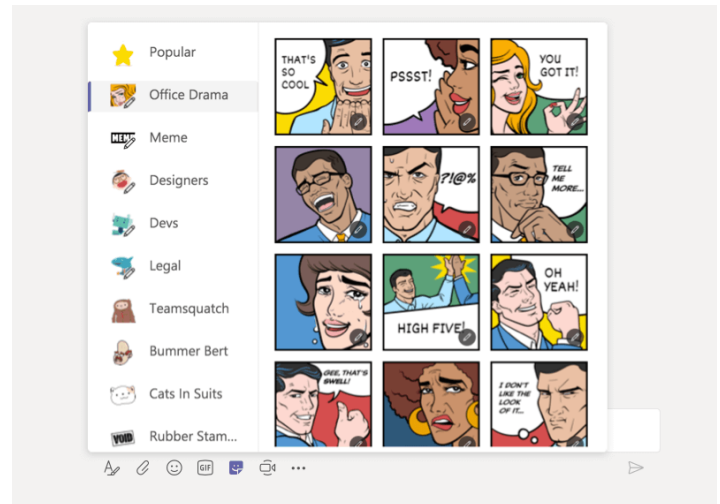 Popular
Office Drama
MEME
Meme
Designers
Devs
Legal
Teamsquatch
Bummer Bert
Cats In Suits
VOID
Rubber Stam...
THAT'S
SO
COOL
PSSST!
YOU
GOT IT!
?!@%
TELL
ME
MORE...
HIGH FIVE!
OH
YEAH!
GEE, THAT'S
SWELL!
I DON'T
LIKE THE
LOOK
OF IT...
GIF